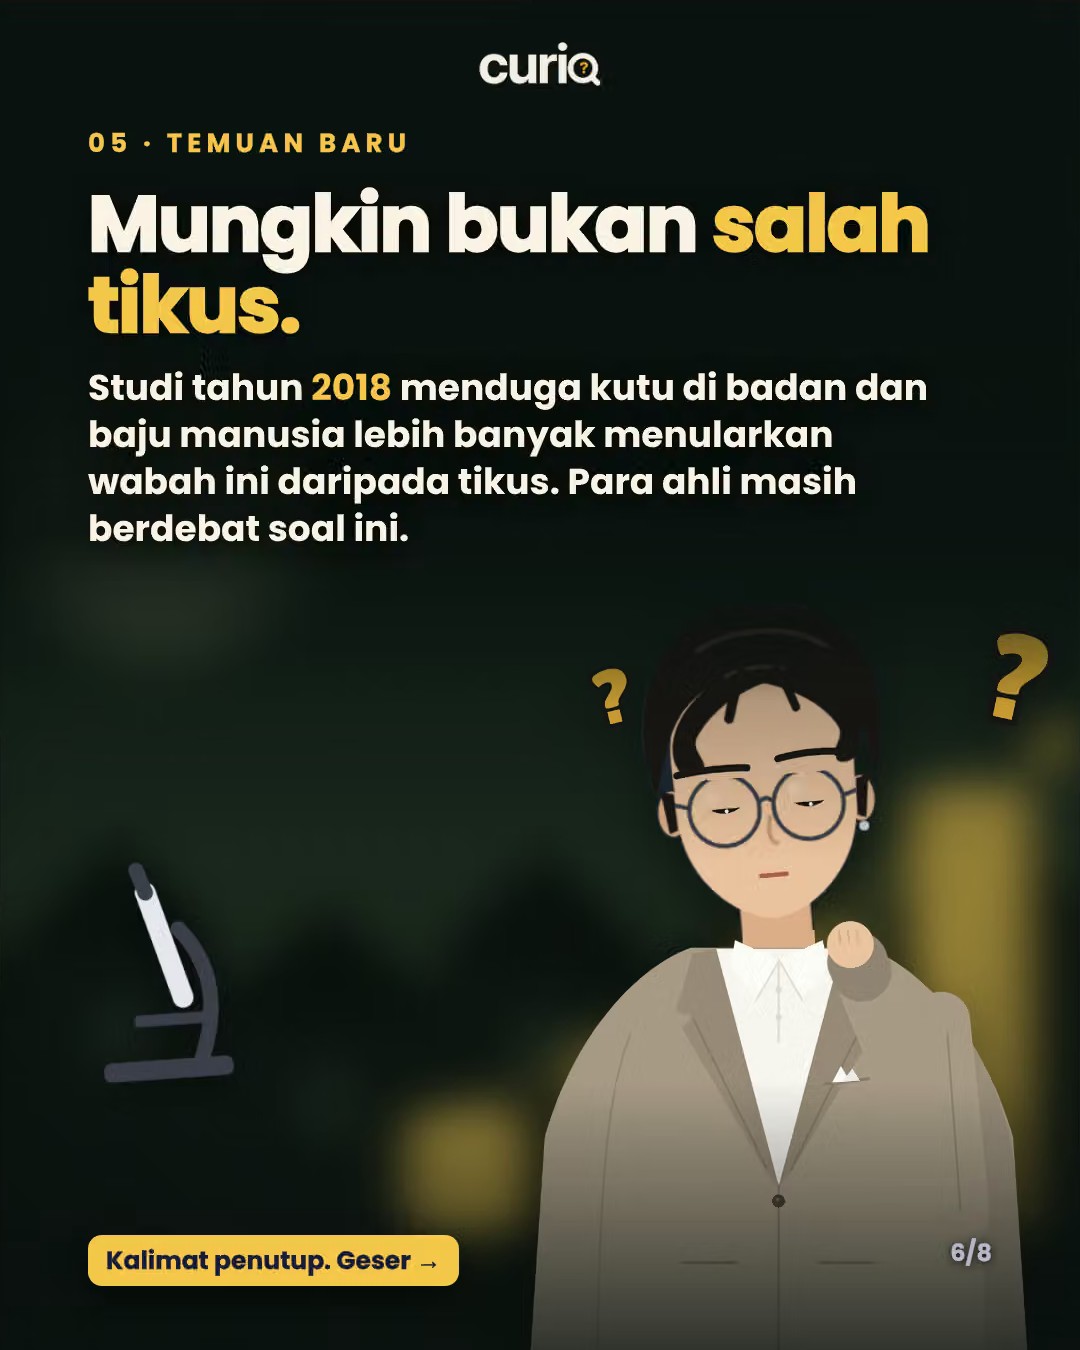 curio
05 · TEMUAN BARU
Mungkin bukan salah
tikus.
Studi tahun 2018 menduga kutu di badan dan
baju manusia lebih banyak menularkan
wabah ini daripada tikus. Para ahli masih
berdebat soal ini.
?
?
Kalimat penutup. Geser →
6/8